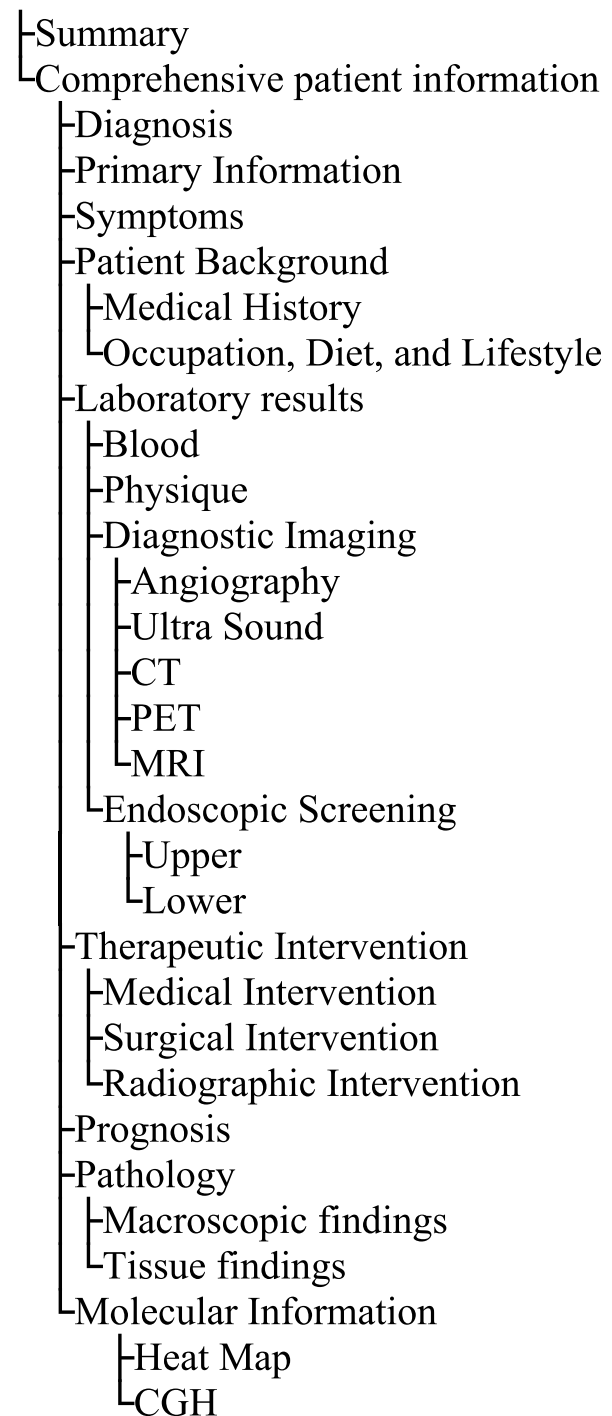 Summary
Comprehensive patient information
Diagnosis
Primary Information
Symptoms
Patient Background
Medical History
Occupation, Diet, and Lifestyle
Laboratory results
Blood
Physique
Diagnostic Imaging
Angiography
Ultra Sound
CT
PET
MRI
Endoscopic Screening
Upper
Lower
Therapeutic Intervention
Medical Intervention
Surgical Intervention
Radiographic Intervention
Prognosis
Pathology
Macroscopic findings
Tissue findings
Molecular Information
Heat Map
CGH